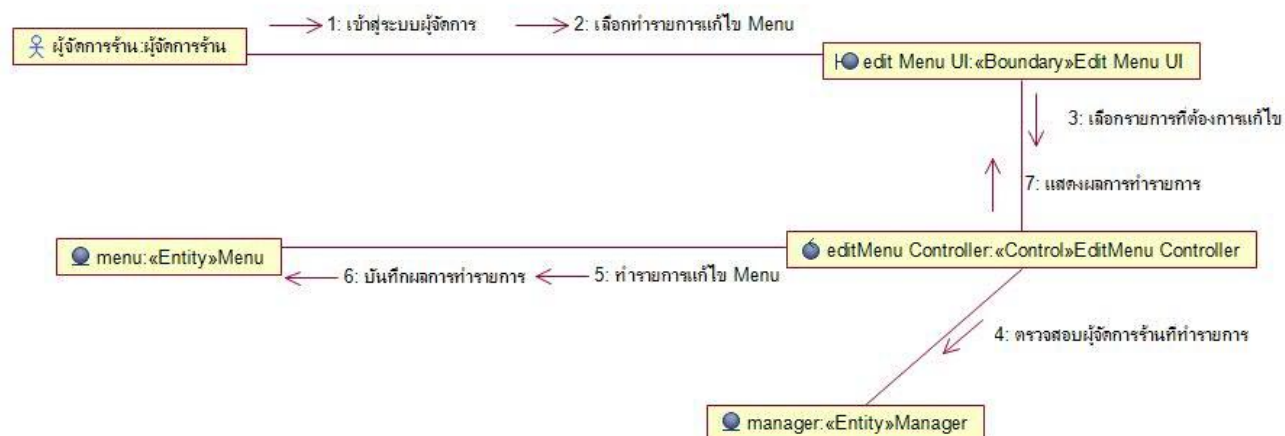 1: เข้าสู่ระบบผู้จัดการ
2: เลือกทำรายการแก้ไข Menu
ผู้จัดการร้าน:ผู้จัดการร้าน
edit Menu UI:«Boundary»Edit Menu UI
3: เลือกรายการที่ต้องการแก้ไข
7: แสดงผลการทำรายการ
menu:«Entity»Menu
editMenu Controller:«Control»EditMenu Controller
6: บันทึกผลการทำรายการ
5: ทำรายการแก้ไข Menu
4: ตรวจสอบผู้จัดการร้านที่ทำรายการ
manager:«Entity»Manager